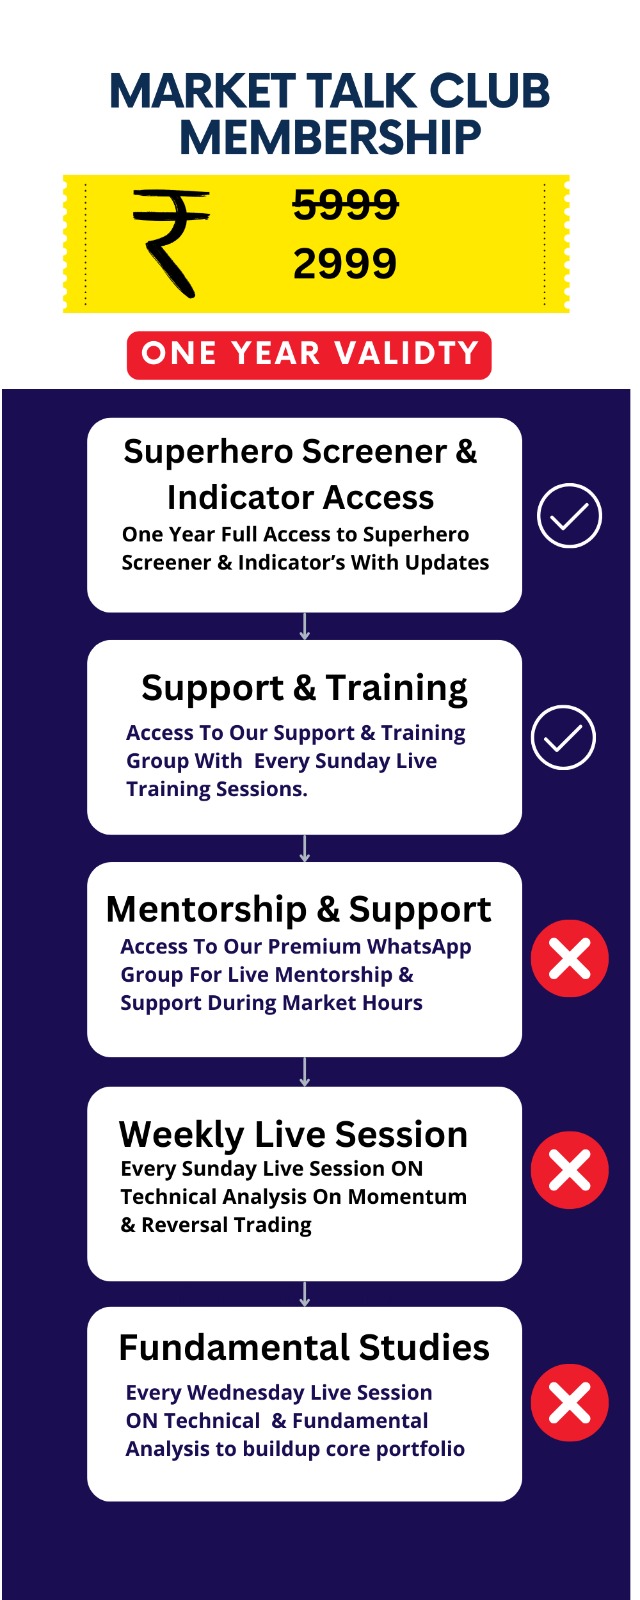 MARKET TALK CLUB
MEMBERSHIP
₹
5999
2999
ONE YEAR VALIDTY
Superhero Screener &
Indicator Access
One Year Full Access to Superhero
Screener & Indicator’s With Updates
Support & Training
Access To Our Support & Training
Group With  Every Sunday Live
Training Sessions.
Mentorship & Support
Access To Our Premium WhatsApp
Group For Live Mentorship &
Support During Market Hours
Weekly Live Session
Every Sunday Live Session ON
Technical Analysis On Momentum
& Reversal Trading
Fundamental Studies
Every Wednesday Live Session
ON Technical  & Fundamental
Analysis to buildup core portfolio